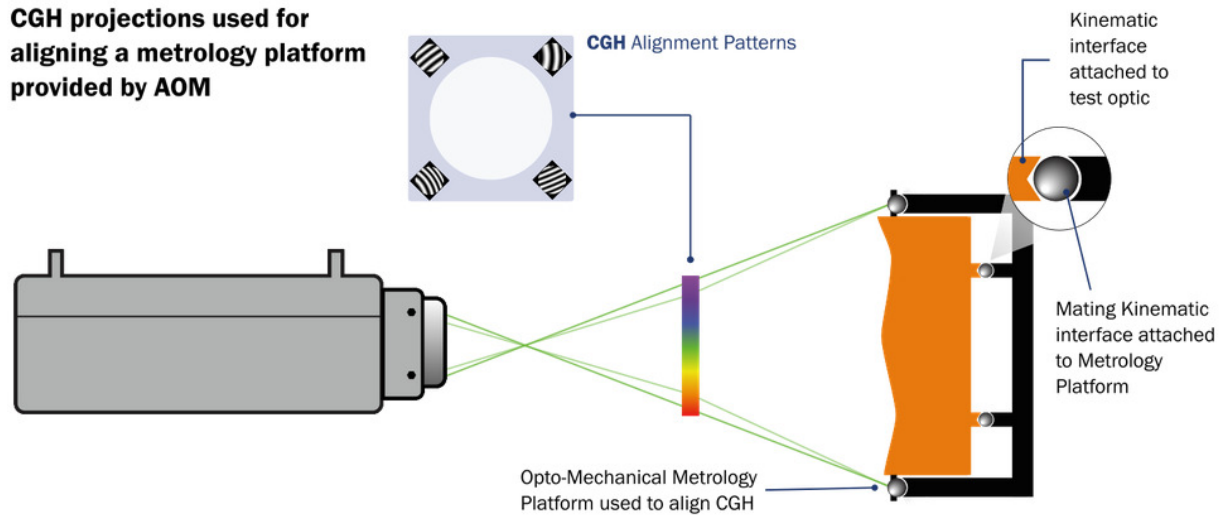 CGH projections used for
aligning a metrology platform
provided by AOM
CGH Alignment Patterns
Kinematic
interface
attached to
test optic
Mating Kinematic
interface attached
to Metrology
Platform
Opto-Mechanical Metrology
Platform used to align CGH